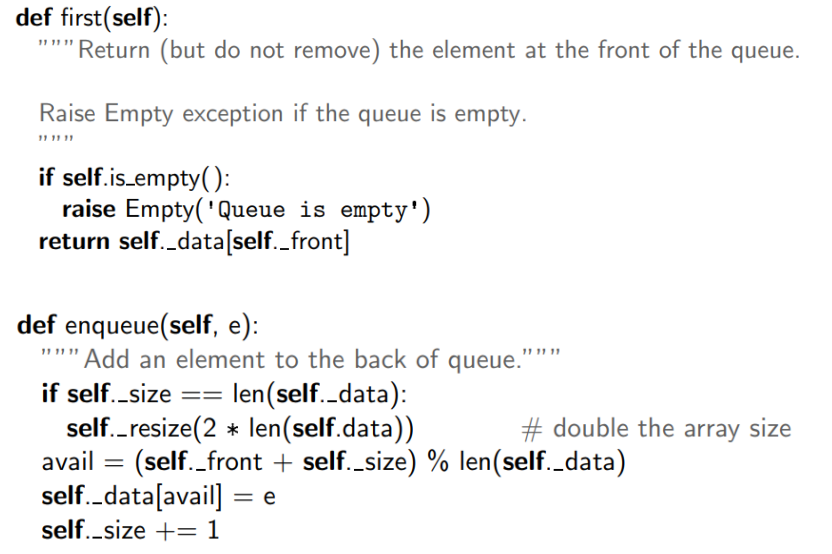 def first(self):
"""Return (but do not remove) the element at the front of the queue.
Raise Empty exception if the queue is empty.
"""
if self.is_empty():
raise Empty('Queue is empty')
return self._data[self._front]
def enqueue(self, e):
"""Add an element to the back of queue."""
if self._size == len(self._data):
self._resize(2 * len(self.data)) # double the array size
avail = (self._front + self._size) % len(self._data)
self._data[avail] = e
self._size += 1